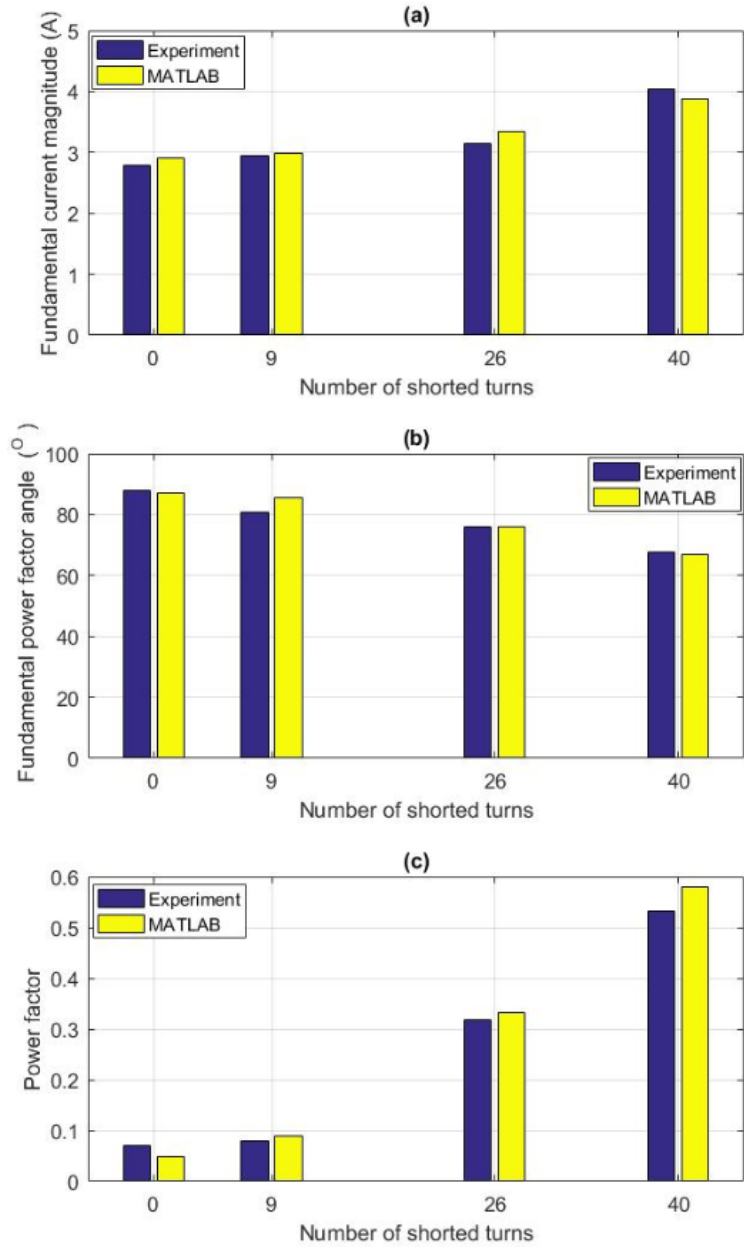 (a)
Fundamental current magnitude (A)
5
4
3
2
1
0
Experiment
MATLAB
0 9 26 40
Number of shorted turns
(b)
Fundamental power factor angle (O)
100
80
60
40
20
0
Experiment
MATLAB
0 9 26 40
Number of shorted turns
(c)
Power factor
0.6
0.5
0.4
0.3
0.2
0.1
0
Experiment
MATLAB
0 9 26 40
Number of shorted turns